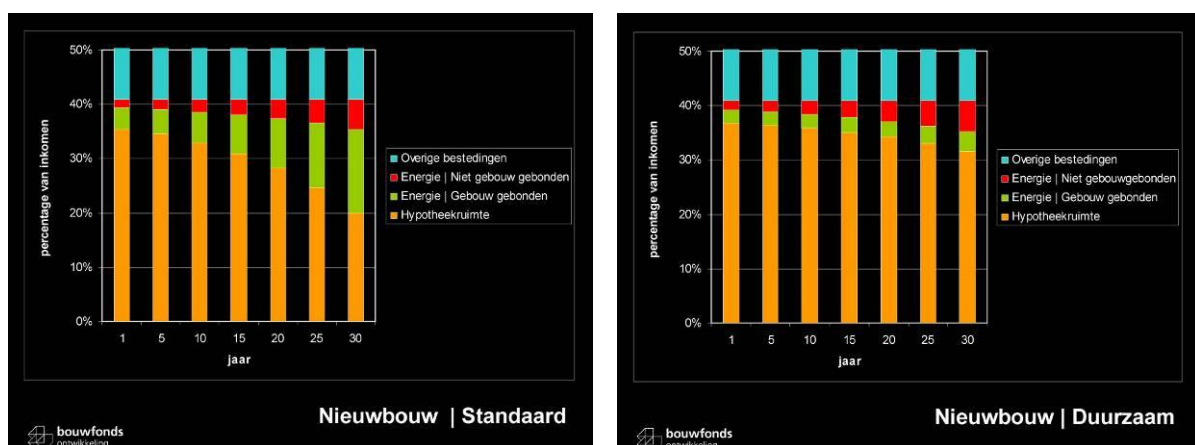 50%
40%
30%
20%
10%
0%
percentage van inkomen
1 5 10 15 20 25 30
jaar
Overige bestedingen
Energie | Niet gebouw gebonden
Energie | Gebouw gebonden
Hypotheekruimte
Nieuwbouw | Standaard
bouwfonds
ontwikkeling
50%
40%
30%
20%
10%
0%
percentage van inkomen
1 5 10 15 20 25 30
jaar
Overige bestedingen
Energie | Niet gebouwgebonden
Energie | Gebouw gebonden
Hypotheekruimte
Nieuwbouw | Duurzaam
bouwfonds
ontwikkeling